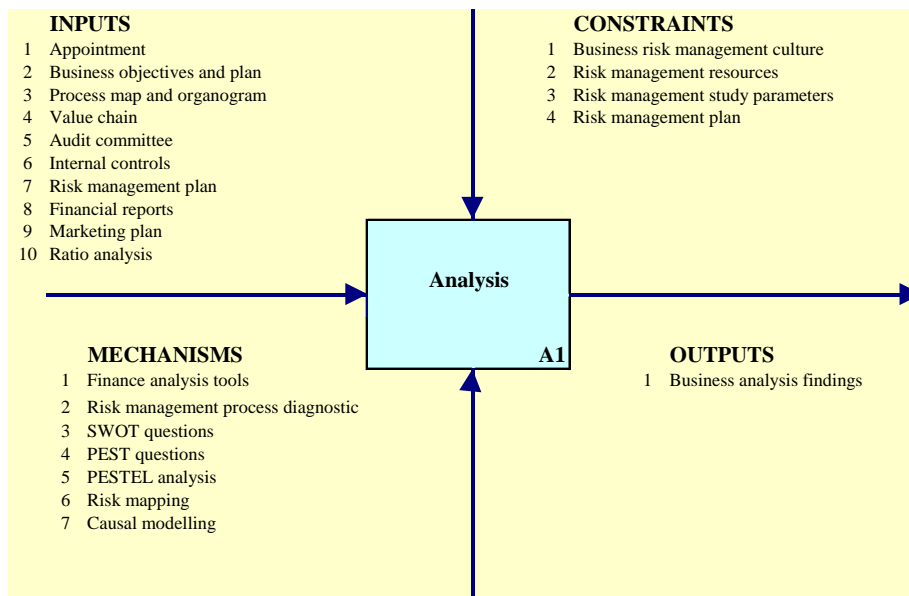 INPUTS
1 Appointment
2 Business objectives and plan
3 Process map and organogram
4 Value chain
5 Audit committee
6 Internal controls
7 Risk management plan
8 Financial reports
9 Marketing plan
10 Ratio analysis
CONSTRAINTS
1 Business risk management culture
2 Risk management resources
3 Risk management study parameters
4 Risk management plan
Analysis
A1
MECHANISMS
1 Finance analysis tools
2 Risk management process diagnostic
3 SWOT questions
4 PEST questions
5 PESTEL analysis
6 Risk mapping
7 Causal modelling
OUTPUTS
1 Business analysis findings